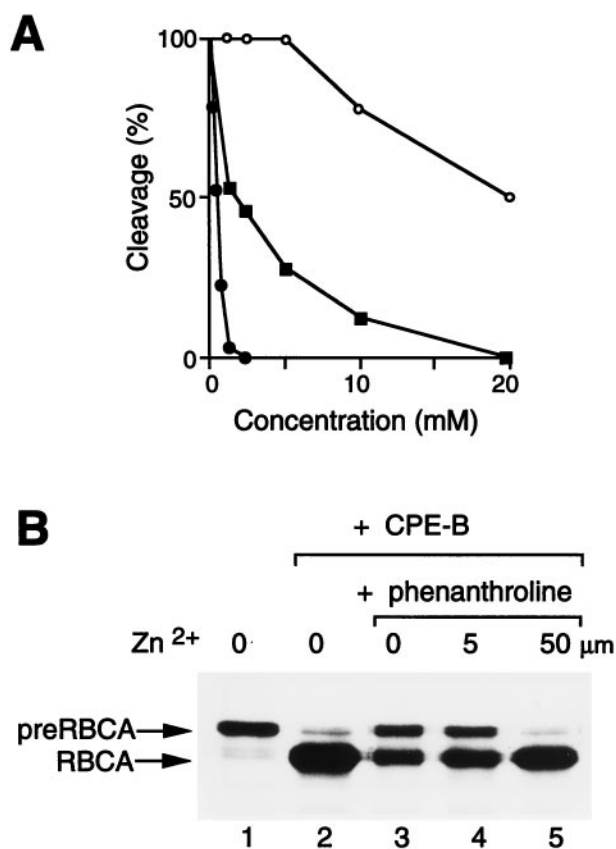 A
100
50
0
Cleavage (%)
0 10 20
Concentration (mM)
B
+ CPE-B
+ phenanthroline
Zn 2+ 0 0 0 5 50 µm
preRBCA
RBCA
1 2 3 4 5